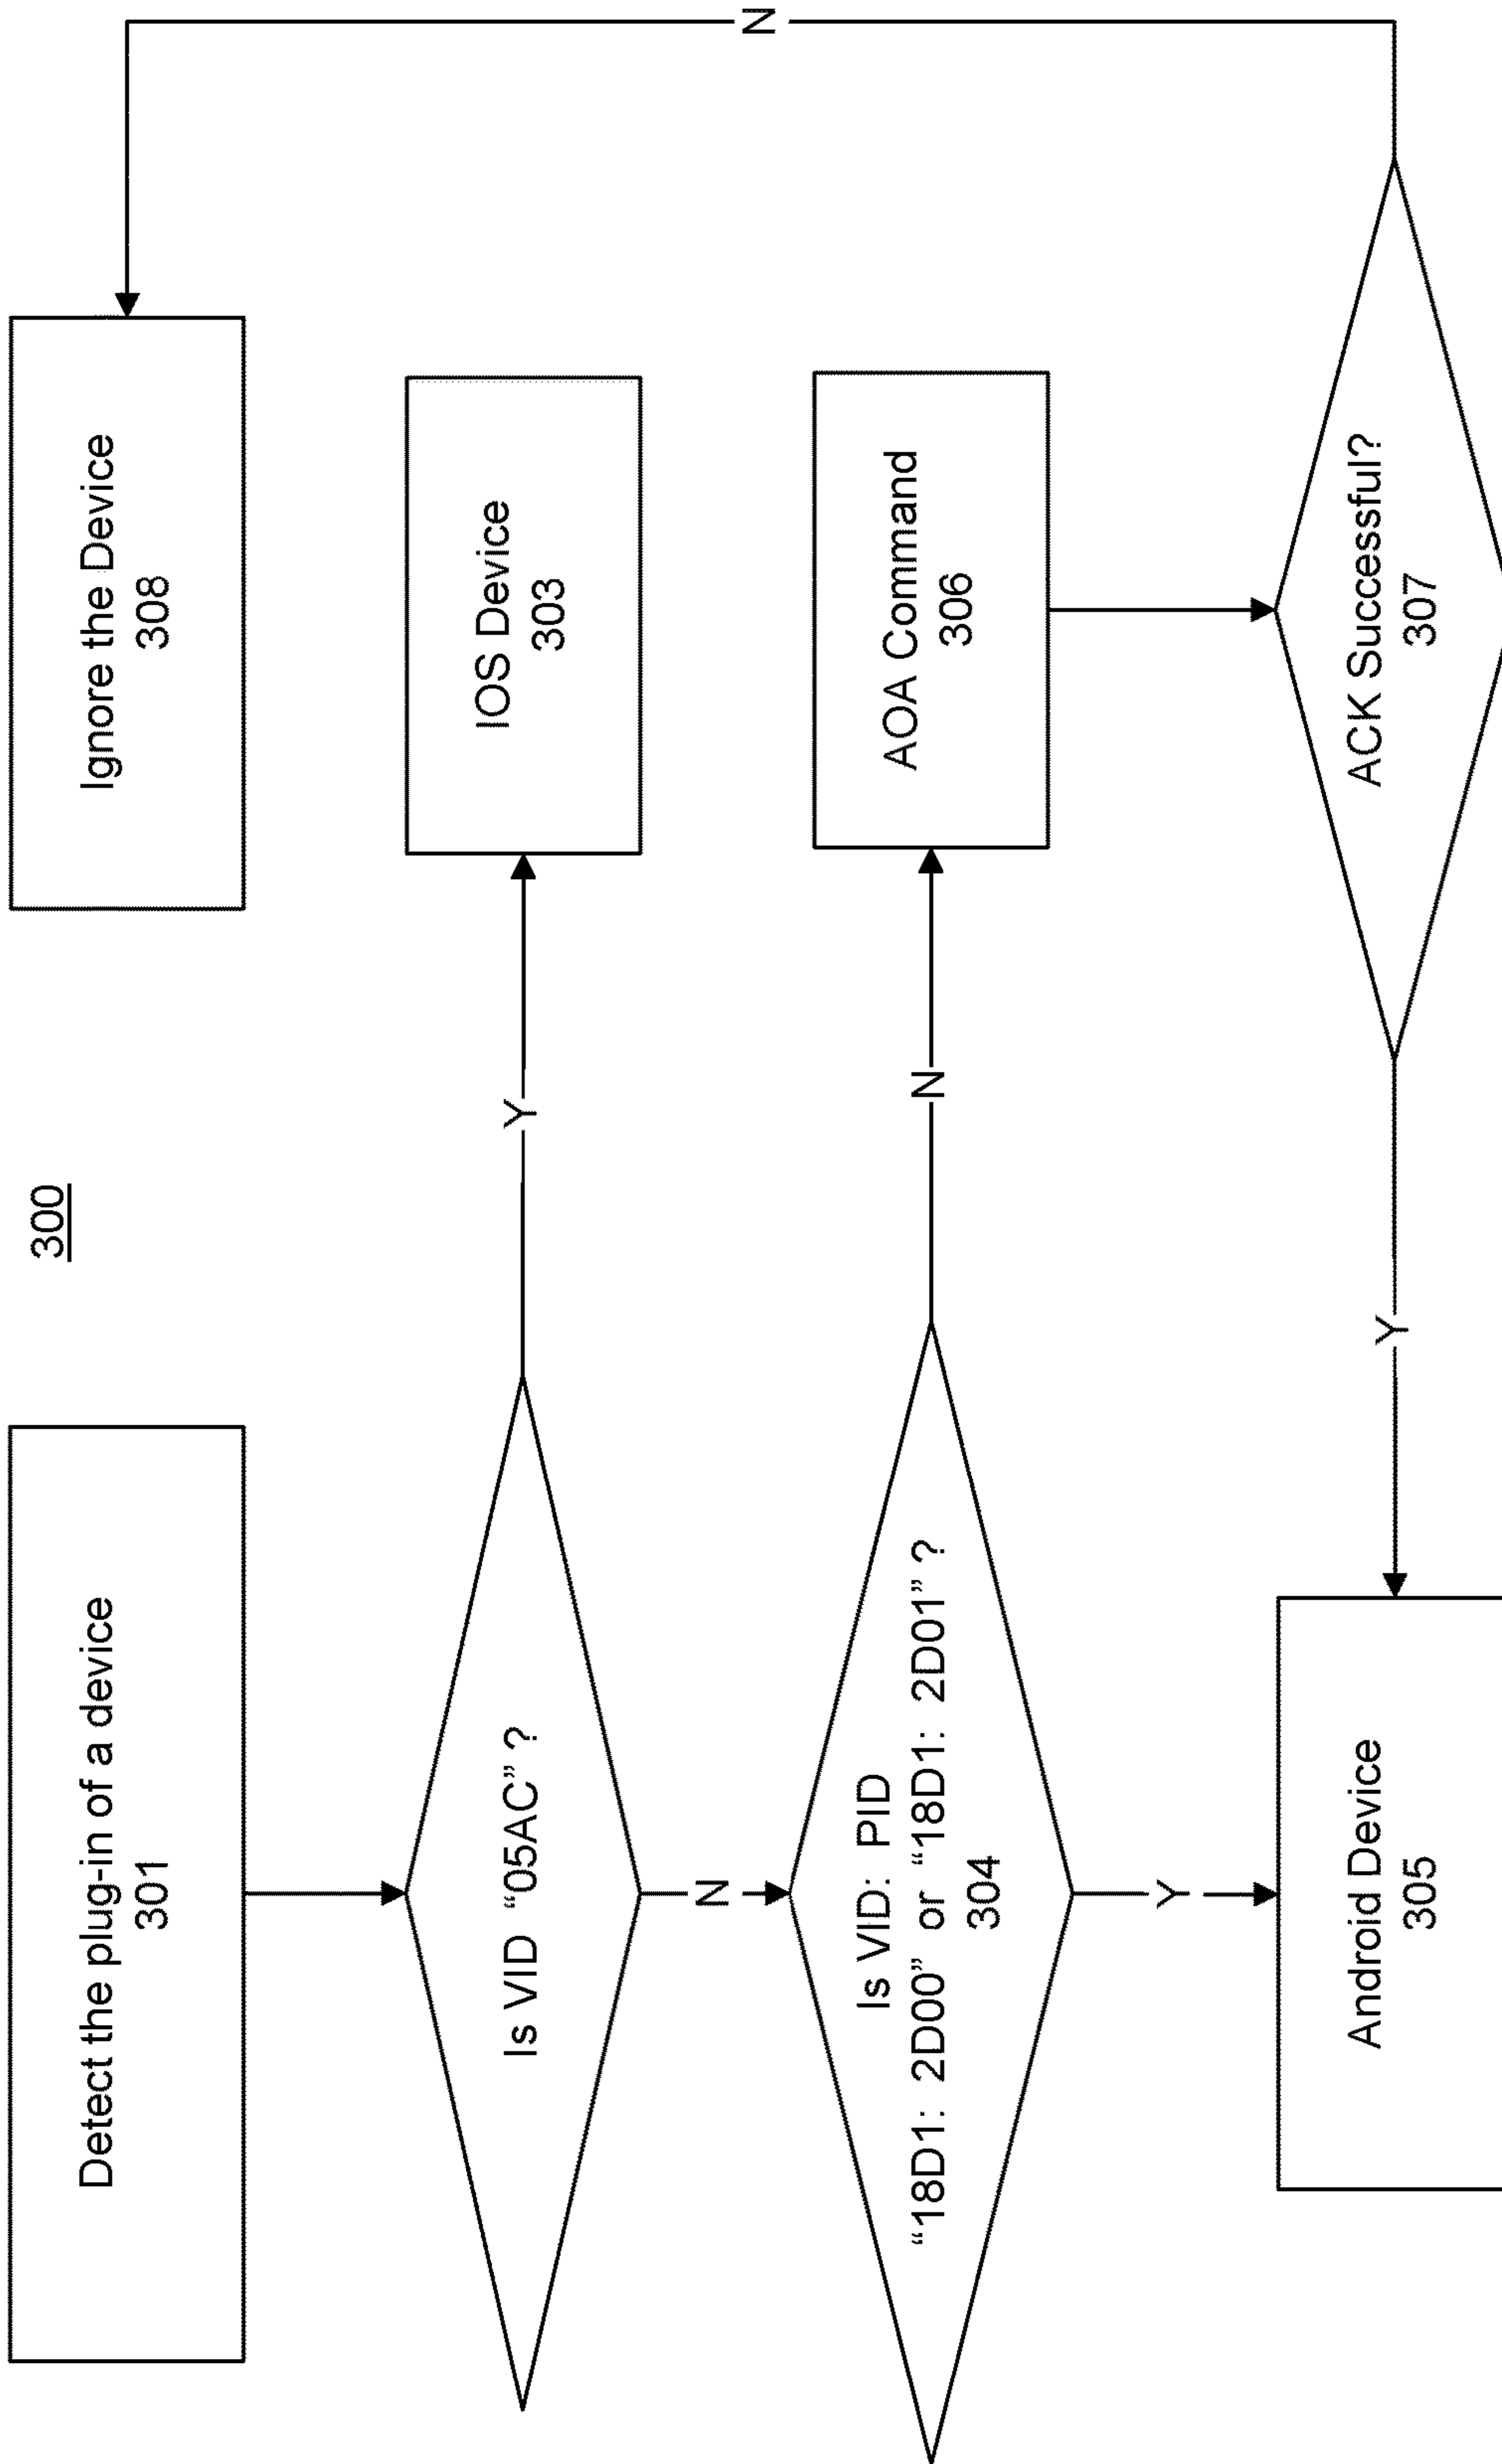 300
Detect the plug-in of a device
301
Ignore the Device
308
Is VID “05AC” ?
Y
IOS Device
303
N
Is VID: PID
“18D1: 2D00” or “18D1: 2D01” ?
304
N
AOA Command
306
Y
Android Device
305
Y
ACK Successful?
307
N